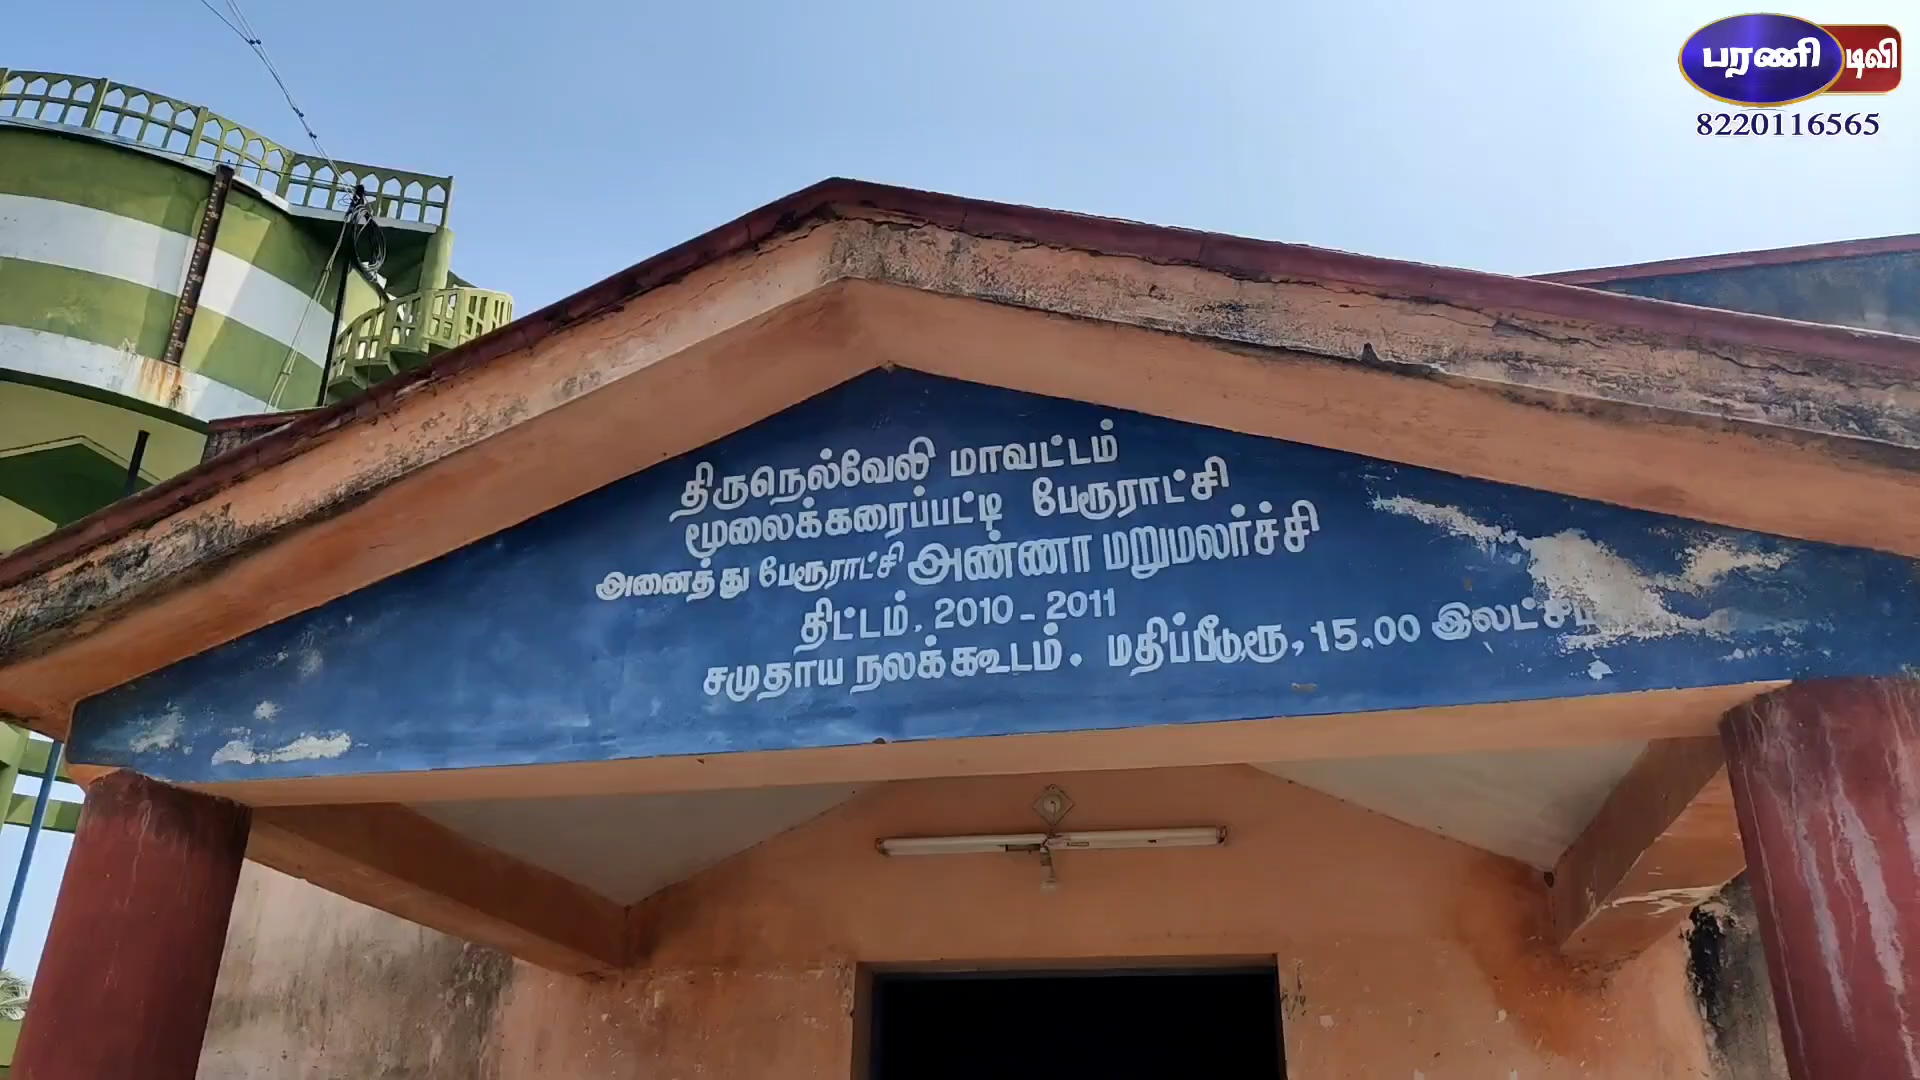 பரணி டிவி
8220116565
திருநெல்வேலி மாவட்டம்
மூலைக்கரைப்பட்டி பேரூராட்சி
அனைத்து பேரூராட்சி அண்ணா மறுமலர்ச்சி
திட்டம், 2010-2011
சமுதாய நலக்கூடம். மதிப்பீடு,ரூ,15.00 இலட்சம்